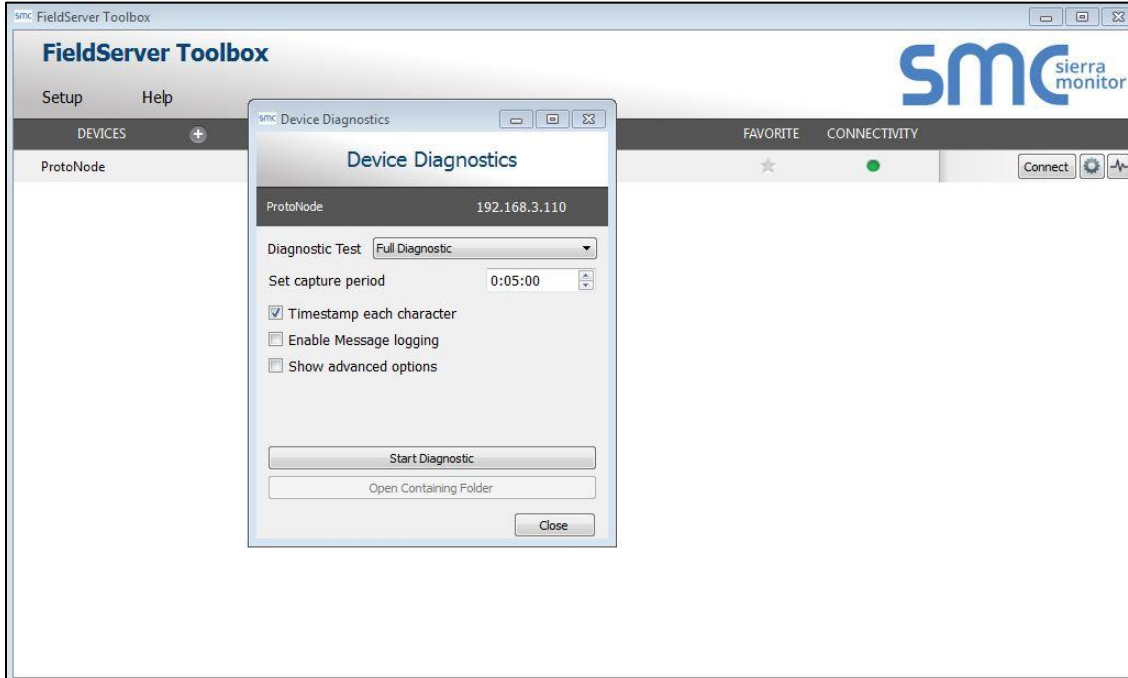 smc FieldServer Toolbox
FieldServer Toolbox
smc sierra monitor
Setup Help
DEVICES FAVORITE CONNECTIVITY
ProtoNode Connect
smc Device Diagnostics
Device Diagnostics
ProtoNode 192.168.3.110
Diagnostic Test Full Diagnostic
Set capture period 0:05:00
Timestamp each character
Enable Message logging
Show advanced options
Start Diagnostic
Open Containing Folder
Close